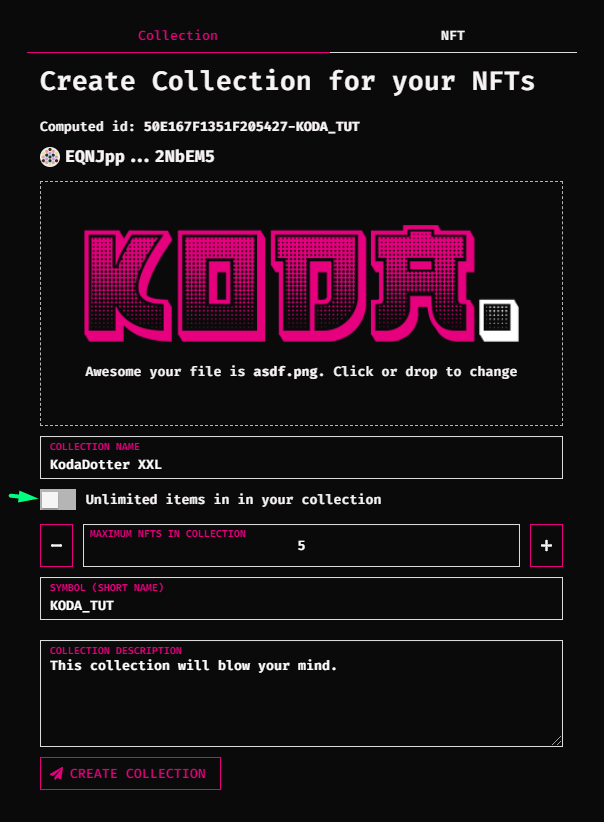 Collection NFT
Create Collection for your NFTs
Computed id: 50E167F1351F205427-KODA_TUT
EQNJpp ... 2NbEM5
KODA.
Awesome your file is asdf.png. Click or drop to change
COLLECTION NAME
KodaDotter XXL
Unlimited items in in your collection
MAXIMUM NFTS IN COLLECTION
− 5 +
SYMBOL (SHORT NAME)
KODA_TUT
COLLECTION DESCRIPTION
This collection will blow your mind.
CREATE COLLECTION